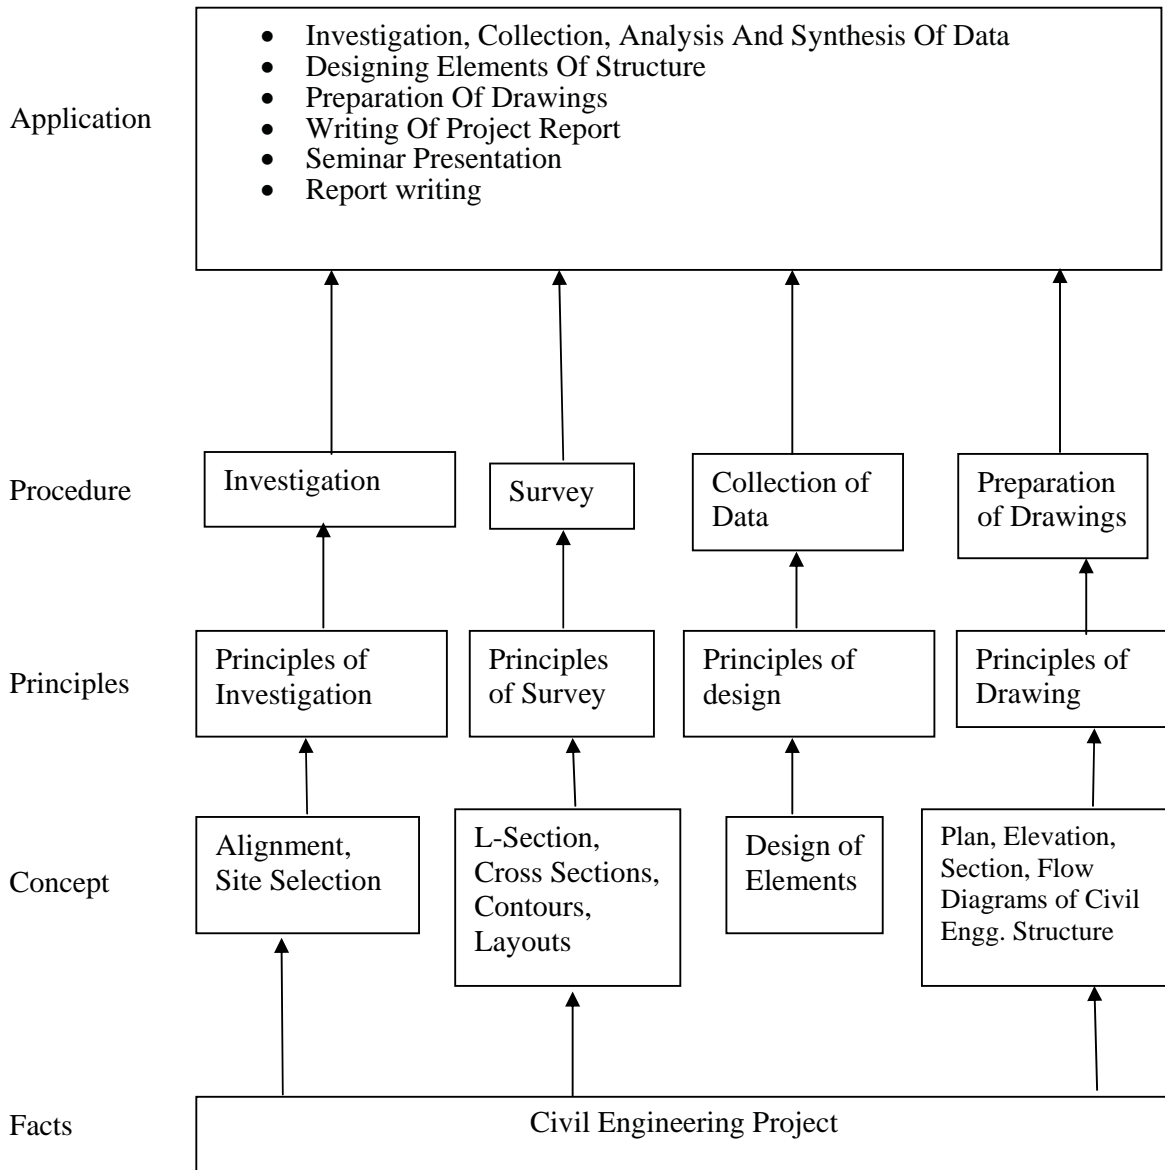 Application
• Investigation, Collection, Analysis And Synthesis Of Data
• Designing Elements Of Structure
• Preparation Of Drawings
• Writing Of Project Report
• Seminar Presentation
• Report writing
Procedure
Investigation
Survey
Collection of
Data
Preparation
of Drawings
Principles
Principles of
Investigation
Principles
of Survey
Principles of
design
Principles of
Drawing
Concept
Alignment,
Site Selection
L-Section,
Cross Sections,
Contours,
Layouts
Design of
Elements
Plan, Elevation,
Section, Flow
Diagrams of Civil
Engg. Structure
Facts
Civil Engineering Project